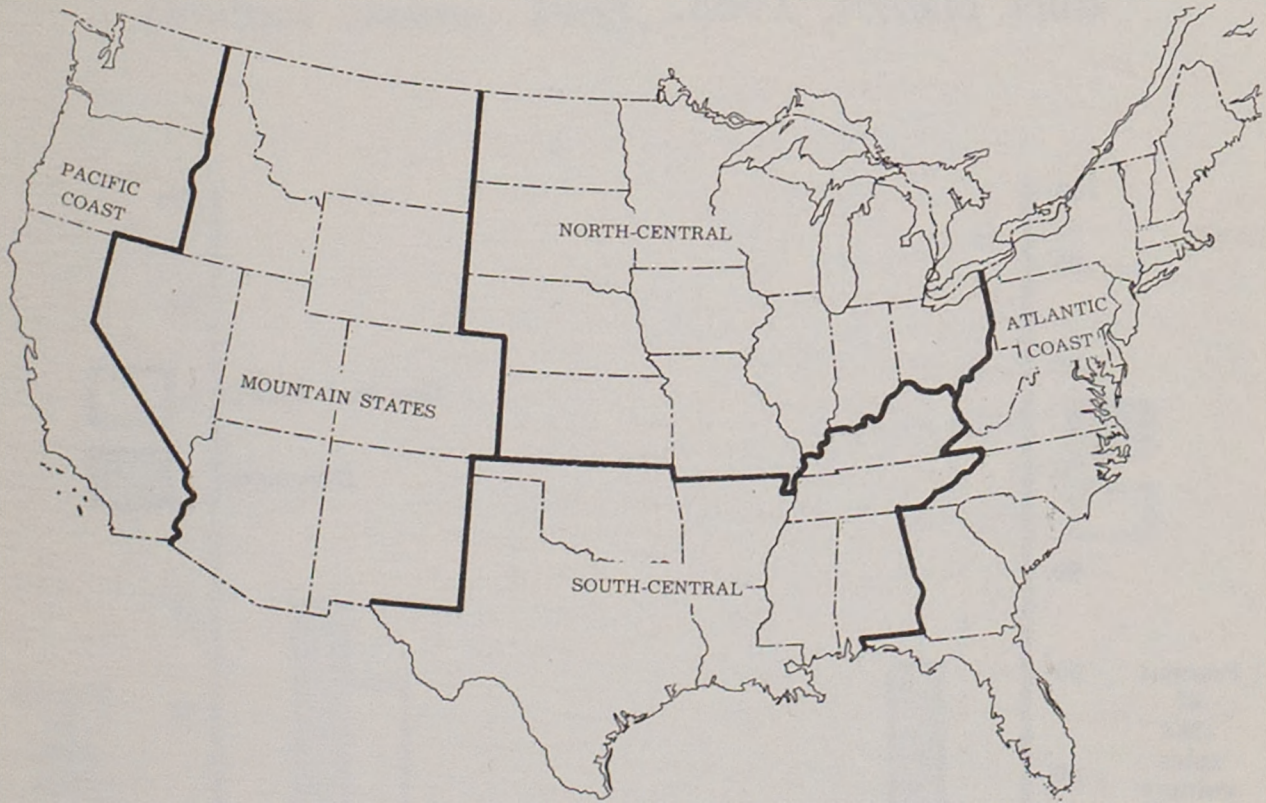 PACIFIC
COAST
NORTH-CENTRAL
ATLANTIC
COAST
MOUNTAIN STATES
SOUTH-CENTRAL